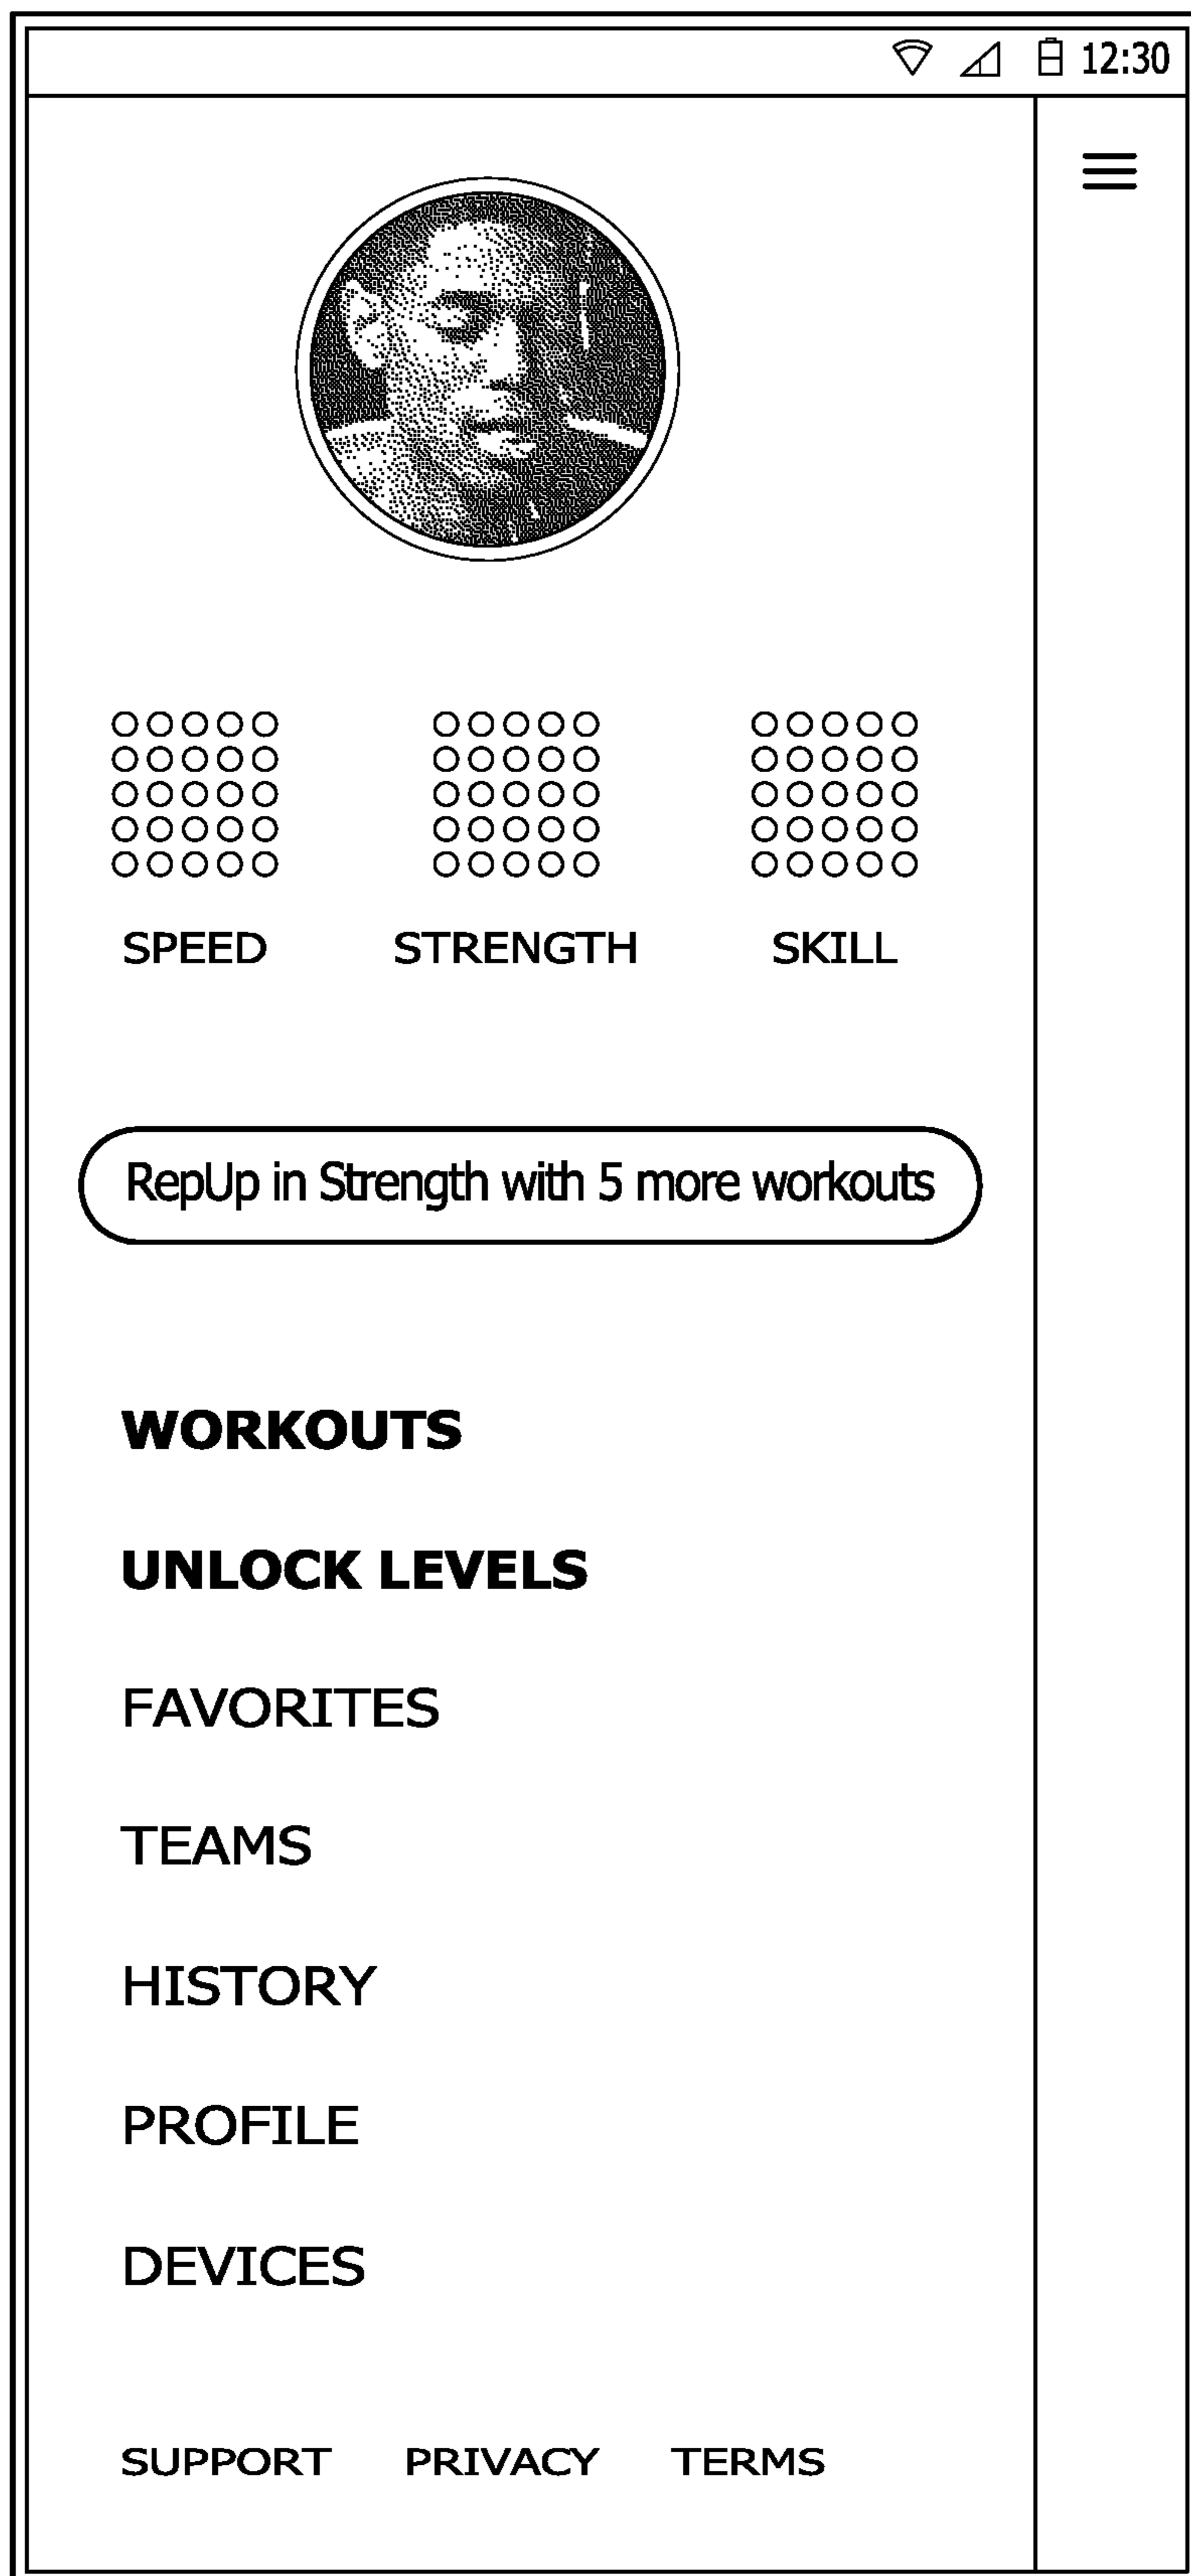 12:30
SPEED STRENGTH SKILL
RepUp in Strength with 5 more workouts
WORKOUTS
UNLOCK LEVELS
FAVORITES
TEAMS
HISTORY
PROFILE
DEVICES
SUPPORT PRIVACY TERMS